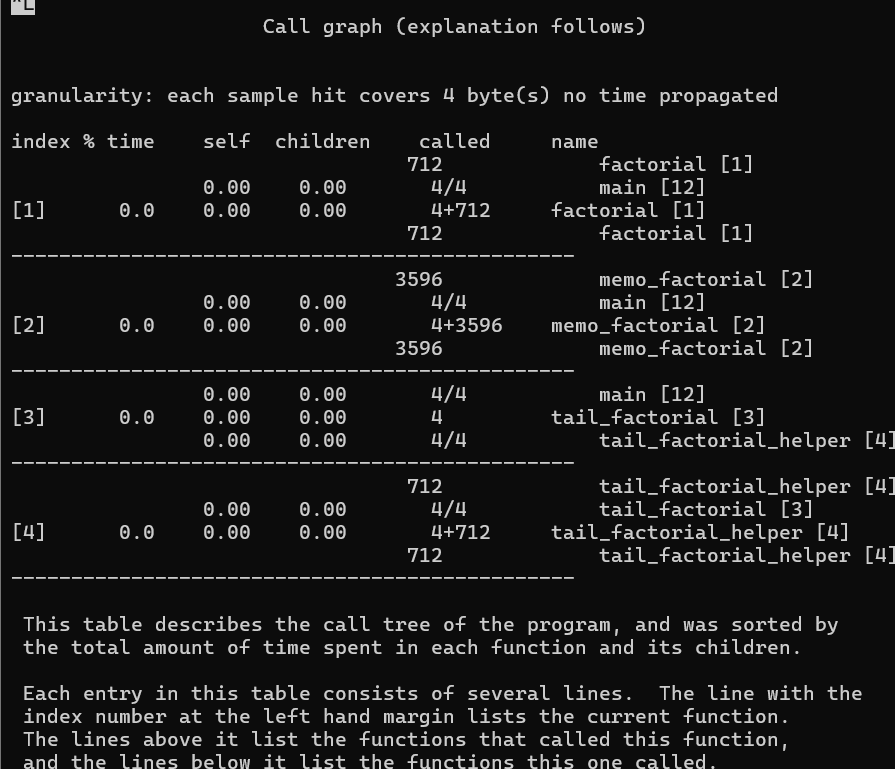 ^L
Call graph (explanation follows)
granularity: each sample hit covers 4 byte(s) no time propagated
index % time    self  children    called     name
                                 712             factorial [1]
                0.00    0.00       4/4           main [12]
[1]      0.0    0.00    0.00       4+712     factorial [1]
                                 712             factorial [1]
-----------------------------------------------
                                3596             memo_factorial [2]
                0.00    0.00       4/4           main [12]
[2]      0.0    0.00    0.00       4+3596    memo_factorial [2]
                                3596             memo_factorial [2]
-----------------------------------------------
                0.00    0.00       4/4           main [12]
[3]      0.0    0.00    0.00       4         tail_factorial [3]
                0.00    0.00       4/4           tail_factorial_helper [4]
-----------------------------------------------
                                 712             tail_factorial_helper [4]
                0.00    0.00       4/4           tail_factorial [3]
[4]      0.0    0.00    0.00       4+712     tail_factorial_helper [4]
                                 712             tail_factorial_helper [4]
-----------------------------------------------
This table describes the call tree of the program, and was sorted by
the total amount of time spent in each function and its children.
Each entry in this table consists of several lines.  The line with the
index number at the left hand margin lists the current function.
The lines above it list the functions that called this function,
and the lines below it list the functions this one called.